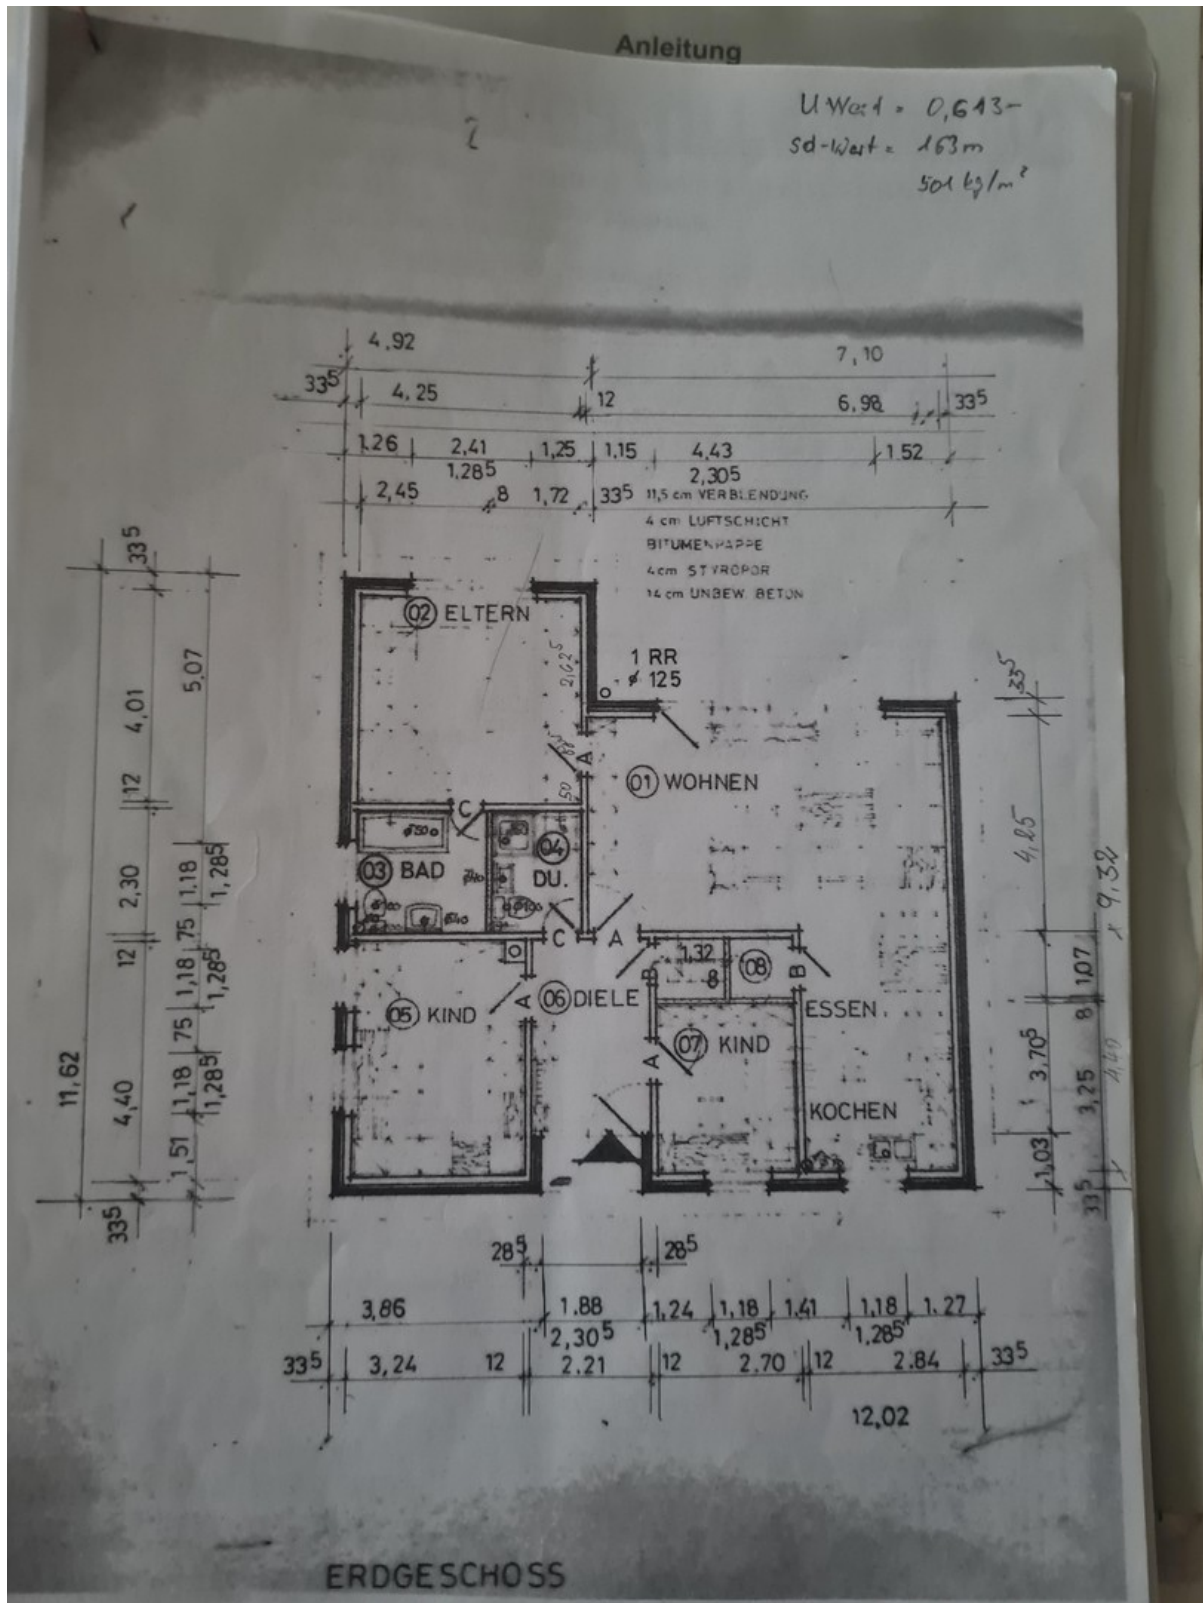 Anleitung
U Wert = 0,613
sd-Wert = 163m
501 kg/m²
4,92
7,10
33⁵ 4,25 12 6,98 33⁵
1.26 2,41 1,25 1,15 4,43 1.52
1.28⁵ 2,30⁵
2,45 8 1,72 33⁵ 11,5 cm VERBLENDUNG
4 cm LUFTSCHICHT
BITUMENPAPPE
4cm STYROPOR
14 cm UNBEW. BETON
33⁵
5,07
4,01
12
2,30
12
4,40
33⁵
11,62
1.18
1,28⁵
75
1,18
1,28⁵
75
1,18
1,28⁵
1,51
02 ELTERN
2,62⁵
1 RR
ø 125
A
50
01 WOHNEN
C
03 BAD
04
DU.
C A
1,32
8
08
B
B
05 KIND
A
06 DIELE
ESSEN
07 KIND
A
KOCHEN
33⁵
4,25
9,32
1,07
8
3,70⁵
3,25
4,40
1,03
33⁵
28⁵ 28⁵
3,86 1.88 1,24 1,18 1,41 1,18 1.27
2,30⁵ 1,28⁵ 1,28⁵
33⁵ 3,24 12 2.21 12 2.70 12 2.84 33⁵
12,02
ERDGESCHOSS